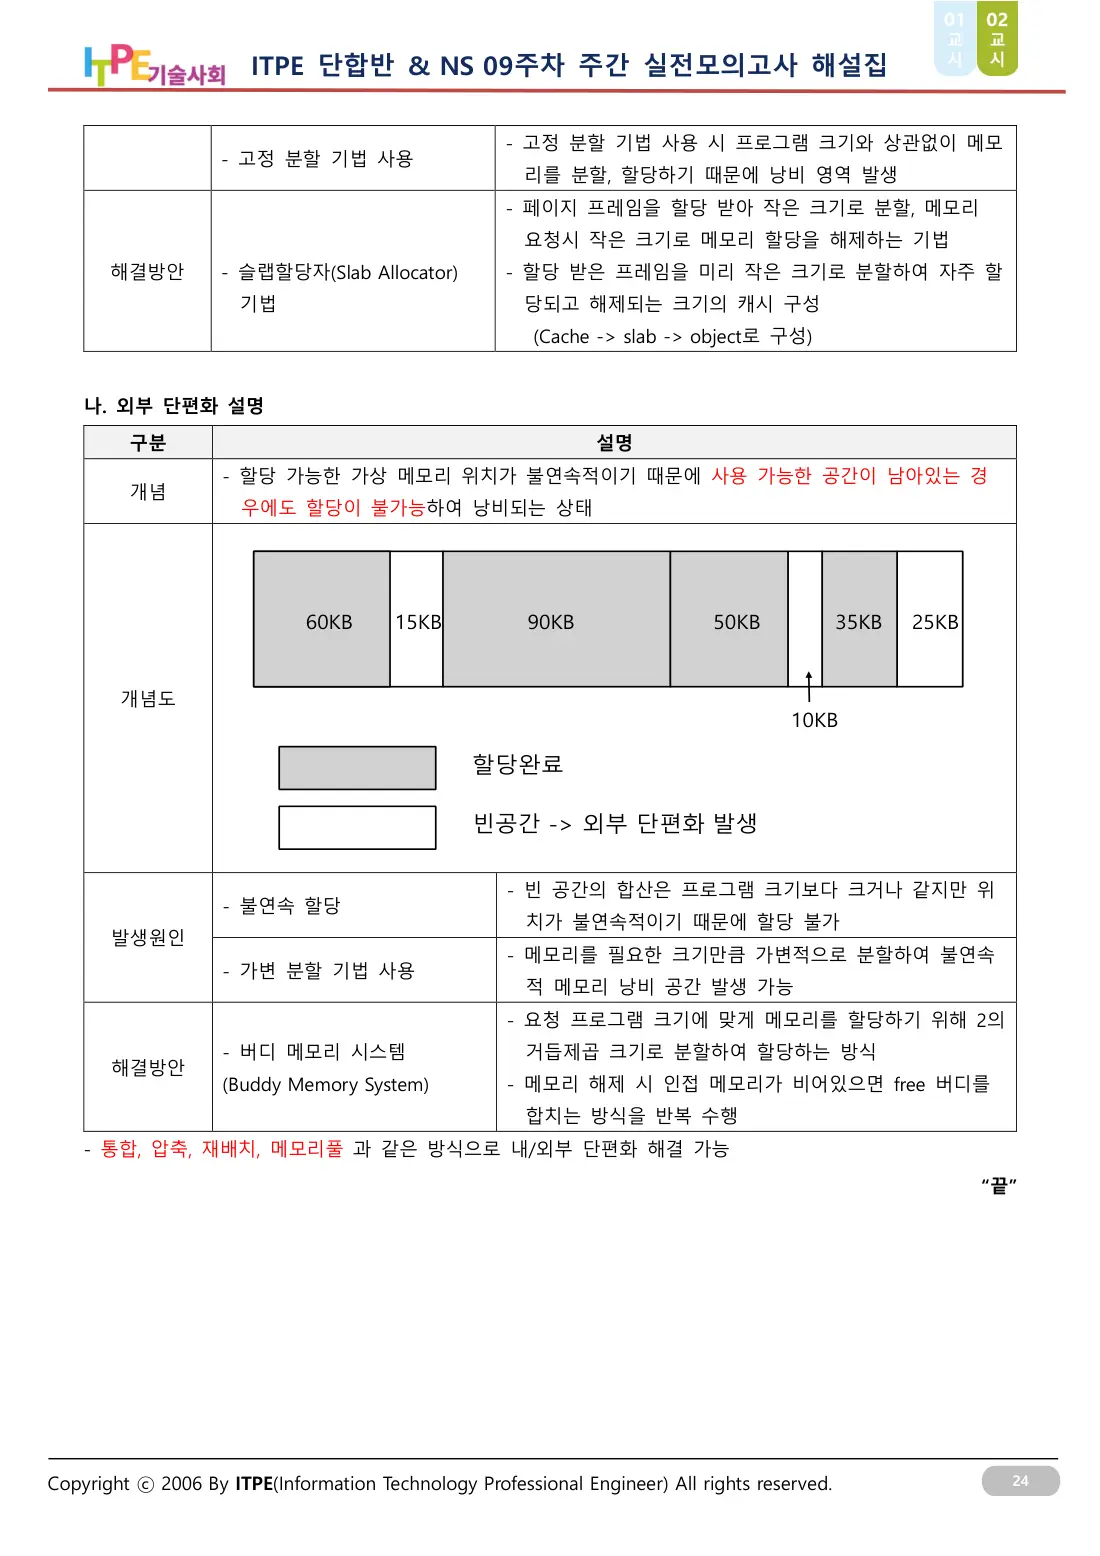 01
교
시
02
교
시
ITPE기술사회
ITPE 단합반 & NS 09주차 주간 실전모의고사 해설집
- 고정 분할 기법 사용
- 고정 분할 기법 사용 시 프로그램 크기와 상관없이 메모
리를 분할, 할당하기 때문에 낭비 영역 발생
해결방안
- 슬랩할당자(Slab Allocator)
기법
- 페이지 프레임을 할당 받아 작은 크기로 분할, 메모리
요청시 작은 크기로 메모리 할당을 해제하는 기법
- 할당 받은 프레임을 미리 작은 크기로 분할하여 자주 할
당되고 해제되는 크기의 캐시 구성
(Cache -> slab -> object로 구성)
나. 외부 단편화 설명
구분
설명
개념
- 할당 가능한 가상 메모리 위치가 불연속적이기 때문에 사용 가능한 공간이 남아있는 경
우에도 할당이 불가능하여 낭비되는 상태
개념도
60KB
15KB
90KB
50KB
35KB
25KB
10KB
할당완료
빈공간 -> 외부 단편화 발생
발생원인
- 불연속 할당
- 빈 공간의 합산은 프로그램 크기보다 크거나 같지만 위
치가 불연속적이기 때문에 할당 불가
- 가변 분할 기법 사용
- 메모리를 필요한 크기만큼 가변적으로 분할하여 불연속
적 메모리 낭비 공간 발생 가능
해결방안
- 버디 메모리 시스템
(Buddy Memory System)
- 요청 프로그램 크기에 맞게 메모리를 할당하기 위해 2의
거듭제곱 크기로 분할하여 할당하는 방식
- 메모리 해제 시 인접 메모리가 비어있으면 free 버디를
합치는 방식을 반복 수행
- 통합, 압축, 재배치, 메모리풀 과 같은 방식으로 내/외부 단편화 해결 가능
“끝”
Copyright ⓒ 2006 By ITPE(Information Technology Professional Engineer) All rights reserved.
24